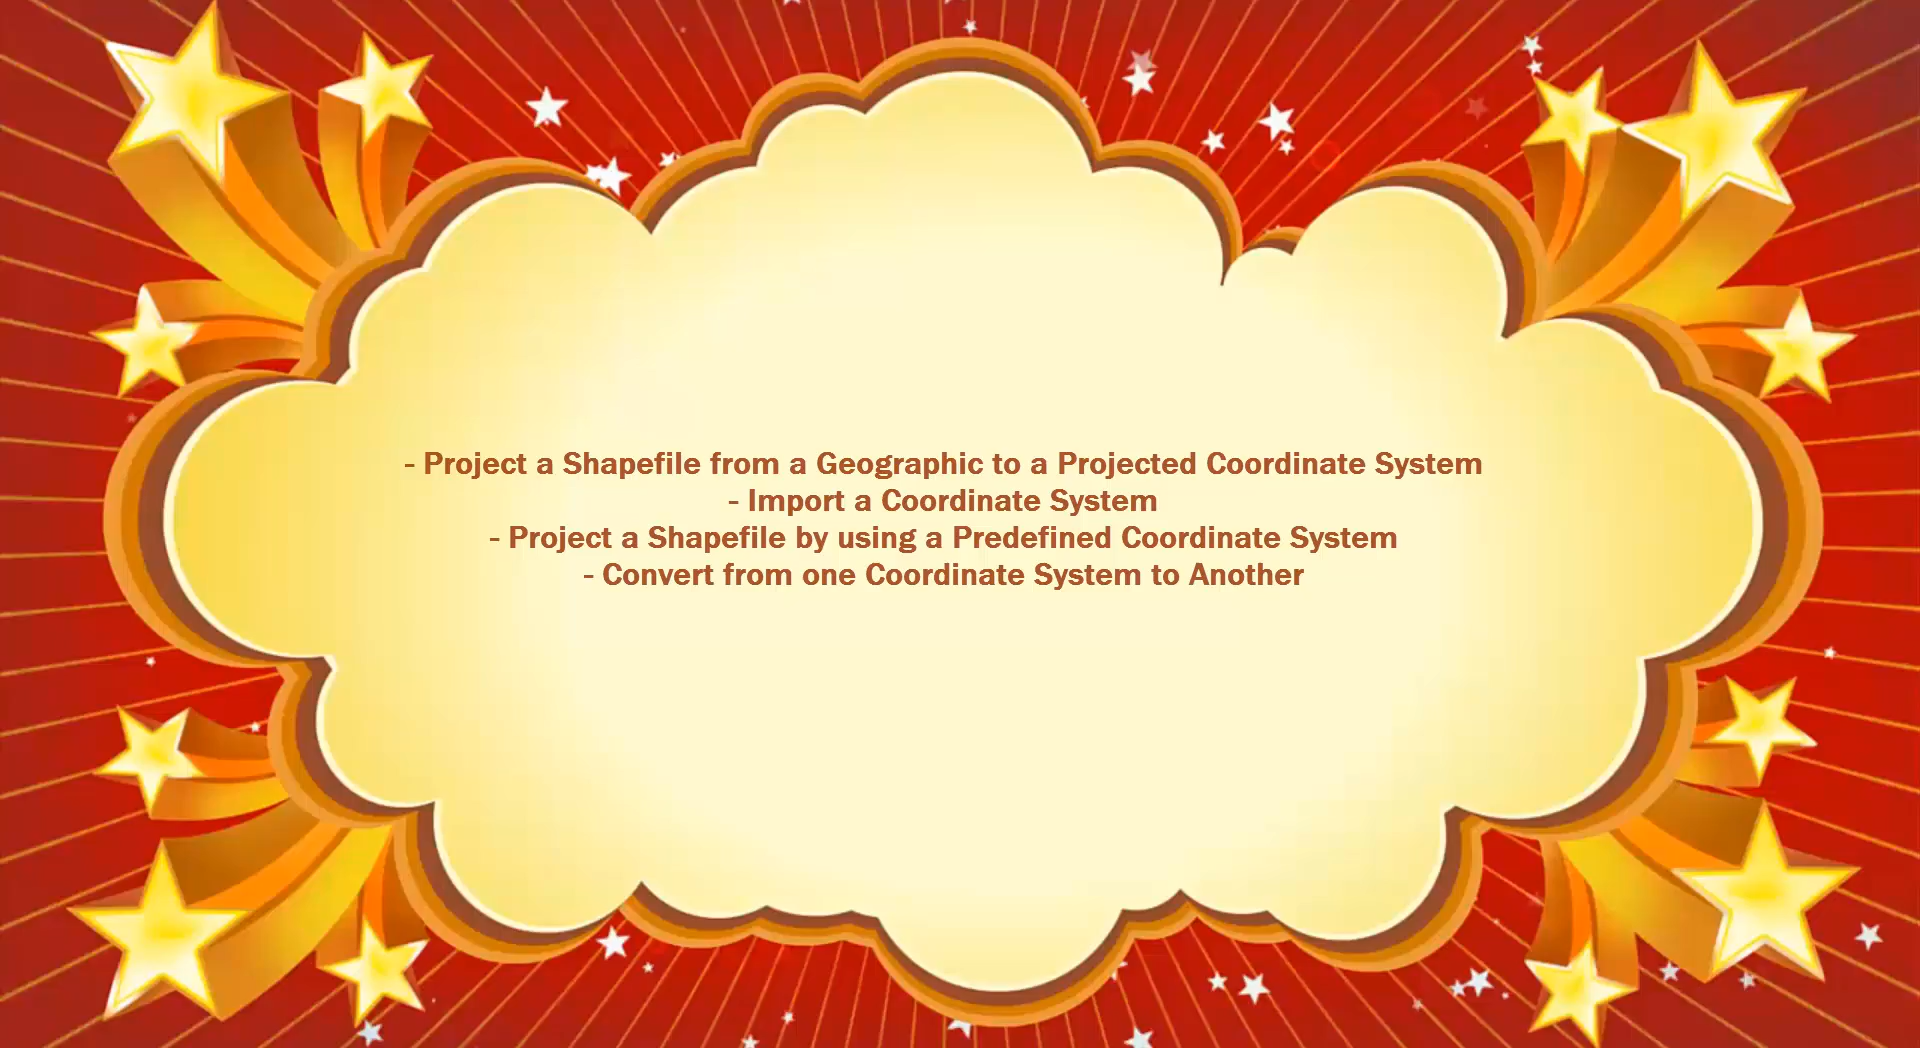 - Project a Shapefile from a Geographic to a Projected Coordinate System
- Import a Coordinate System
- Project a Shapefile by using a Predefined Coordinate System
- Convert from one Coordinate System to Another